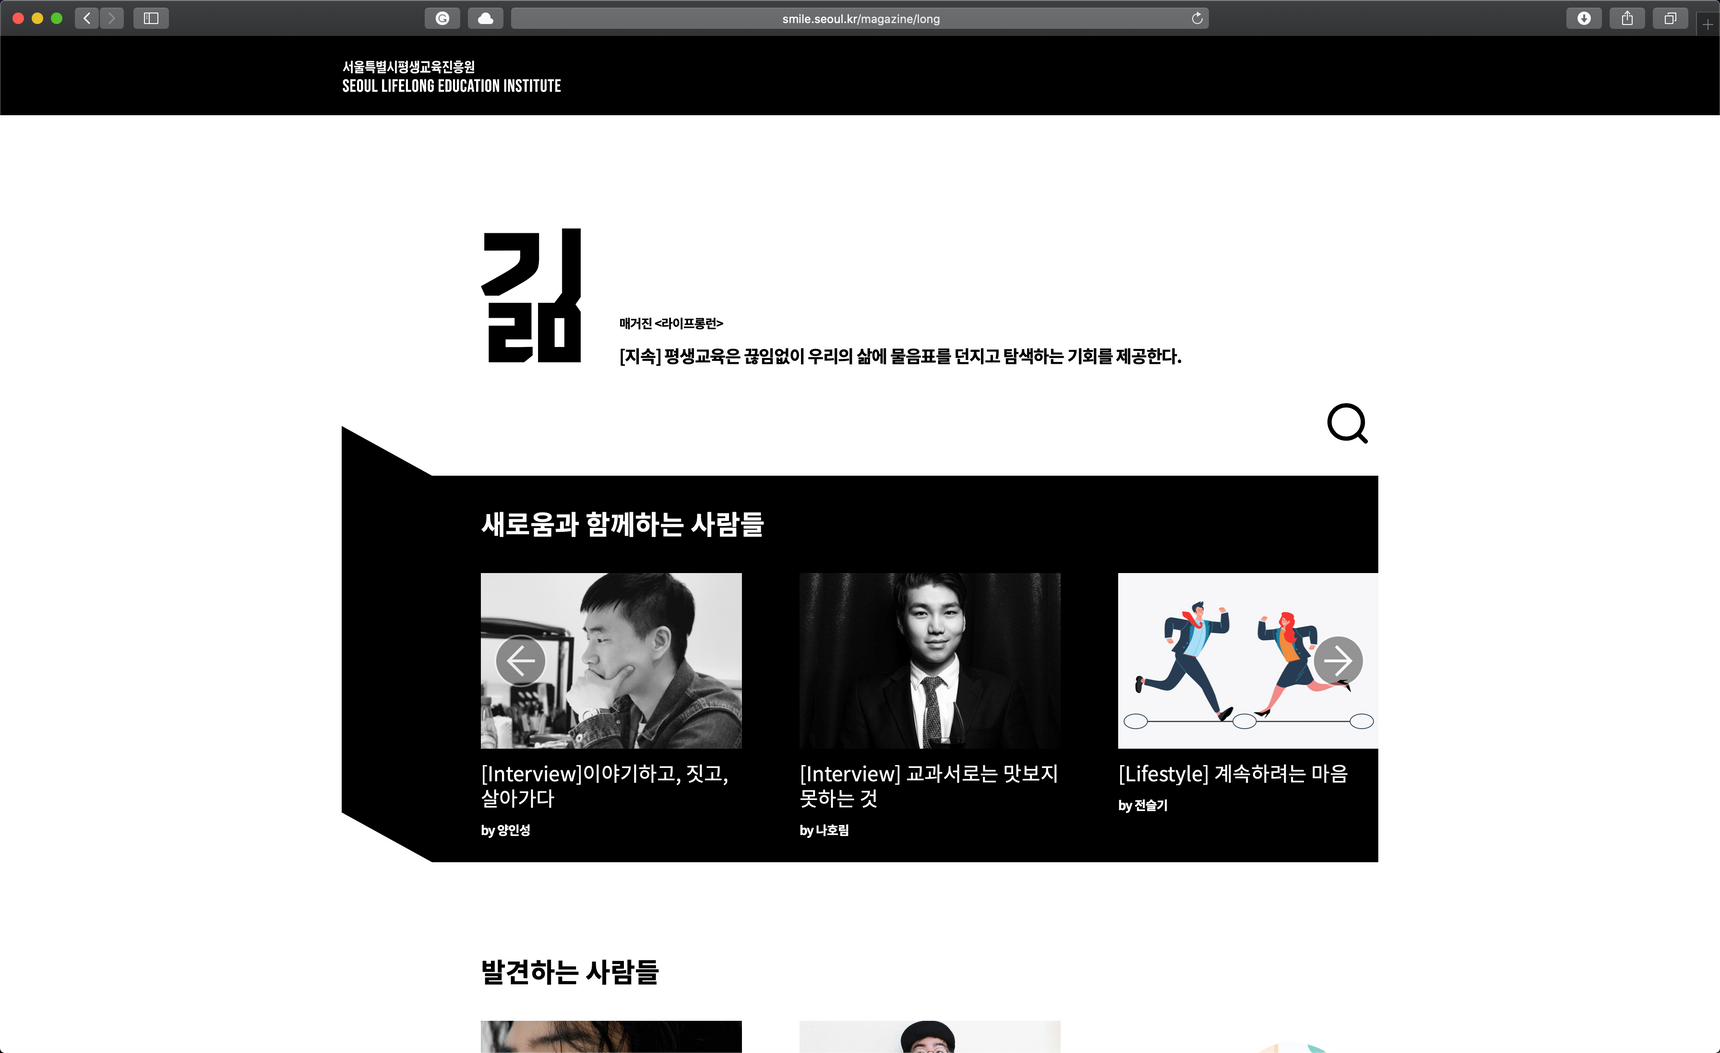 smile.seoul.kr/magazine/long
서울특별시평생교육진흥원
SEOUL LIFELONG EDUCATION INSTITUTE
긺
매거진 <라이프롱런>
[지속] 평생교육은 끊임없이 우리의 삶에 물음표를 던지고 탐색하는 기회를 제공한다.
새로움과 함께하는 사람들
[Interview]이야기하고, 짓고,
살아가다
by 양인성
[Interview] 교과서로는 맛보지
못하는 것
by 나호림
[Lifestyle] 계속하려는 마음
by 전슬기
발견하는 사람들